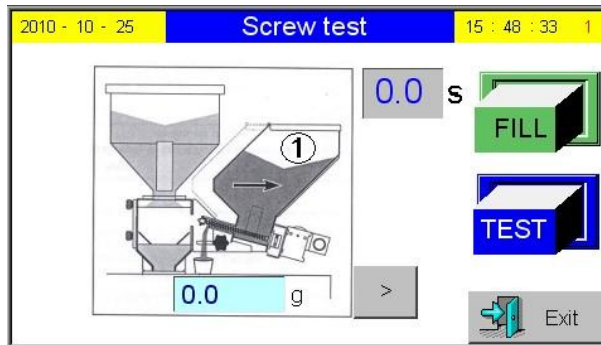 2010 - 10 - 25 Screw test 15 : 48 : 33 1
0.0 s
FILL
1
TEST
0.0 g
>
Exit